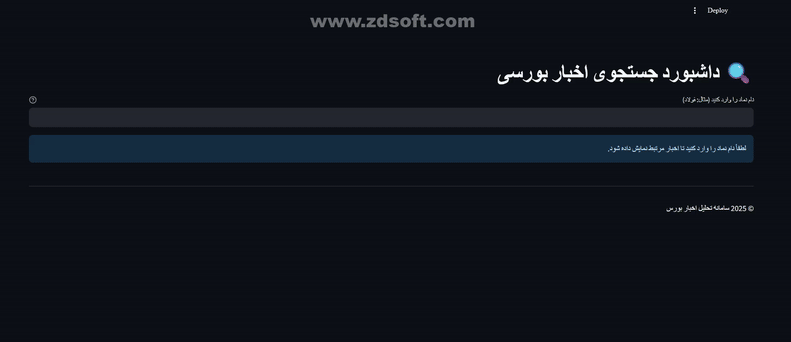 Deploy
www.zdsoft.com
داشبورد جستجوی اخبار بورسی
نام نماد را وارد کنید (مثال: فولاد)
لطفاً نام نماد را وارد کنید تا اخبار مرتبط نمایش داده شود.
© 2025 سامانه تحلیل اخبار بورس